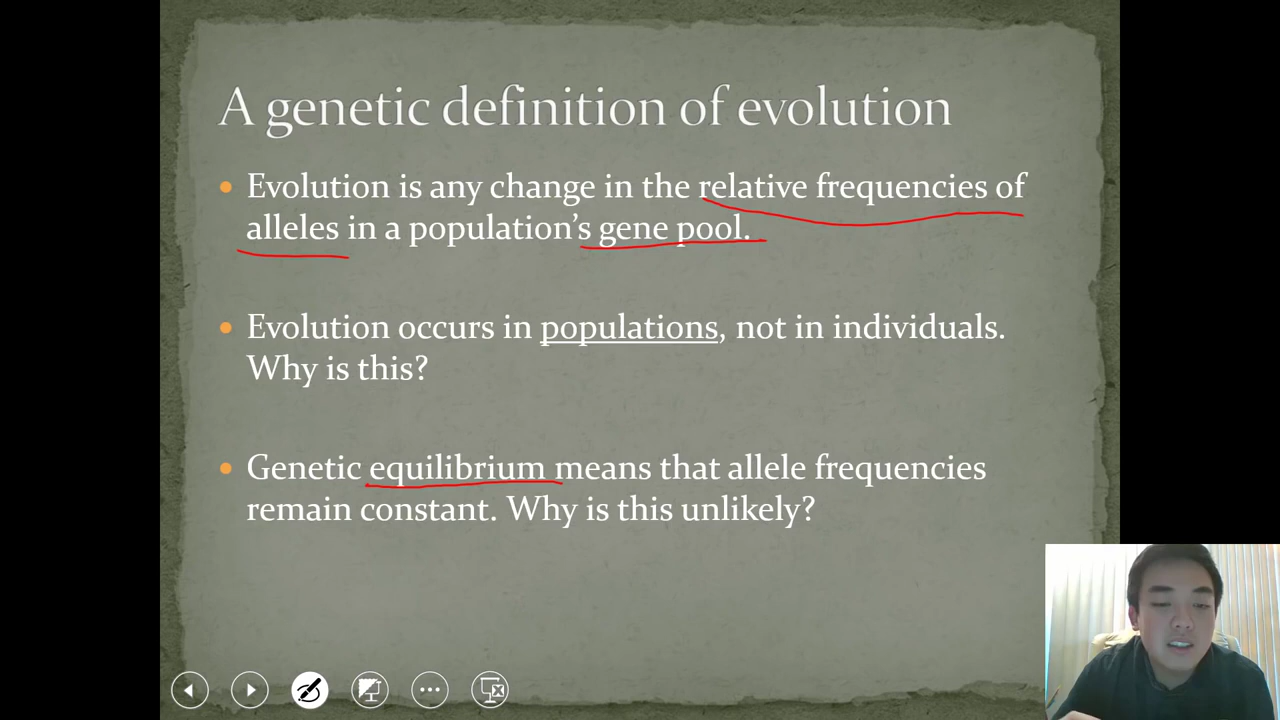 A genetic definition of evolution
Evolution is any change in the relative frequencies of
alleles in a population’s gene pool.
Evolution occurs in populations, not in individuals.
Why is this?
Genetic equilibrium means that allele frequencies
remain constant. Why is this unlikely?